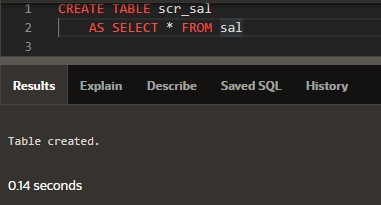 1 CREATE TABLE scr_sal
2 AS SELECT * FROM sal
3
Results Explain Describe Saved SQL History
Table created.
0.14 seconds